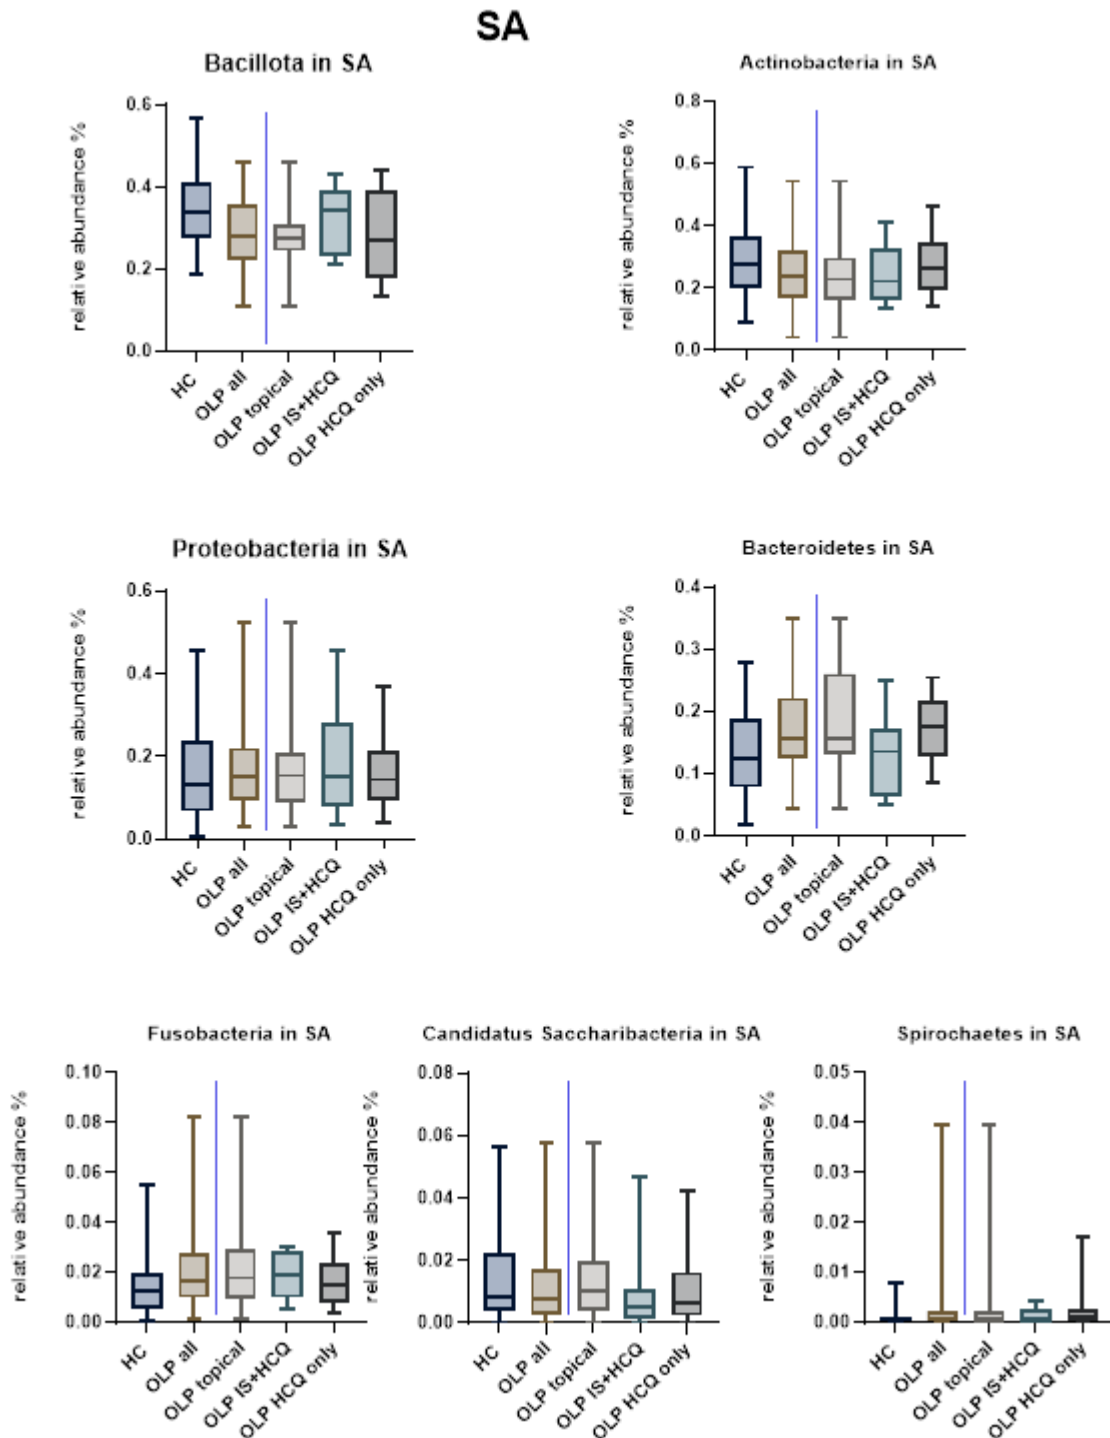 SA
Bacillota in SA
relative abundance %
0.6
0.4
0.2
0.0
HC
OLP all
OLP topical
OLP IS+HCQ
OLP HCQ only
Actinobacteria in SA
relative abundance %
0.8
0.6
0.4
0.2
0.0
HC
OLP all
OLP topical
OLP IS+HCQ
OLP HCQ only
Proteobacteria in SA
relative abundance %
0.6
0.4
0.2
0.0
HC
OLP all
OLP topical
OLP IS+HCQ
OLP HCQ only
Bacteroidetes in SA
relative abundance %
0.4
0.3
0.2
0.1
0.0
HC
OLP all
OLP topical
OLP IS+HCQ
OLP HCQ only
Fusobacteria in SA
relative abundance %
0.10
0.08
0.06
0.04
0.02
0.00
HC
OLP all
OLP topical
OLP IS+HCQ
OLP HCQ only
Candidatus Saccharibacteria in SA
relative abundance %
0.08
0.06
0.04
0.02
0.00
HC
OLP all
OLP topical
OLP IS+HCQ
OLP HCQ only
Spirochaetes in SA
relative abundance %
0.05
0.04
0.03
0.02
0.01
0.00
HC
OLP all
OLP topical
OLP IS+HCQ
OLP HCQ only